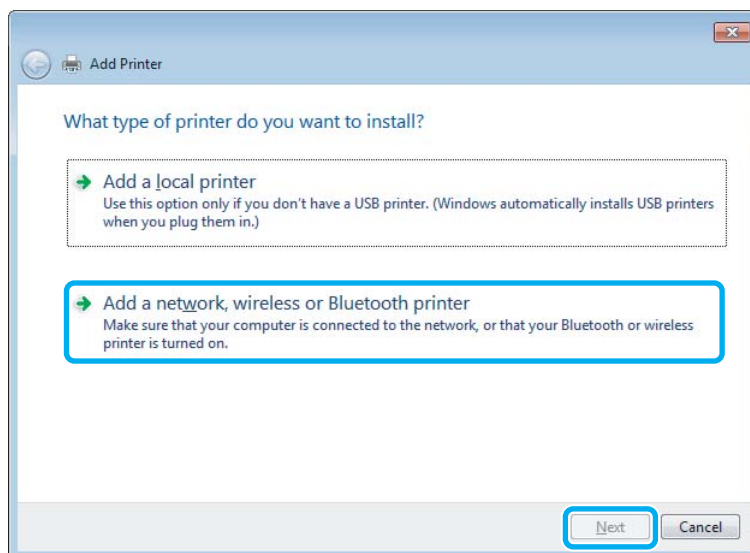 Add Printer
What type of printer do you want to install?
Add a local printer
Use this option only if you don't have a USB printer. (Windows automatically installs USB printers
when you plug them in.)
Add a network, wireless or Bluetooth printer
Make sure that your computer is connected to the network, or that your Bluetooth or wireless
printer is turned on.
Next
Cancel